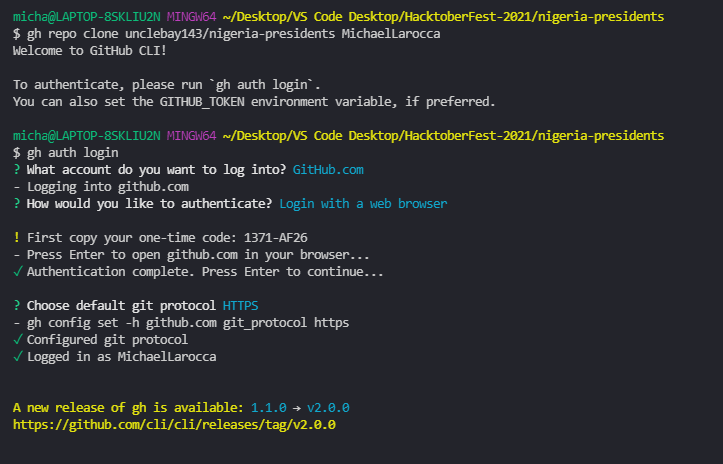 micha@LAPTOP-8SKLIU2N MINGW64 ~/Desktop/VS Code Desktop/HacktoberFest-2021/nigeria-presidents
$ gh repo clone unclebay143/nigeria-presidents MichaelLarocca
Welcome to GitHub CLI!
To authenticate, please run `gh auth login`.
You can also set the GITHUB_TOKEN environment variable, if preferred.
micha@LAPTOP-8SKLIU2N MINGW64 ~/Desktop/VS Code Desktop/HacktoberFest-2021/nigeria-presidents
$ gh auth login
? What account do you want to log into? GitHub.com
- Logging into github.com
? How would you like to authenticate? Login with a web browser
! First copy your one-time code: 1371-AF26
- Press Enter to open github.com in your browser...
✓ Authentication complete. Press Enter to continue...
? Choose default git protocol HTTPS
- gh config set -h github.com git_protocol https
✓ Configured git protocol
✓ Logged in as MichaelLarocca
A new release of gh is available: 1.1.0 → v2.0.0
https://github.com/cli/cli/releases/tag/v2.0.0